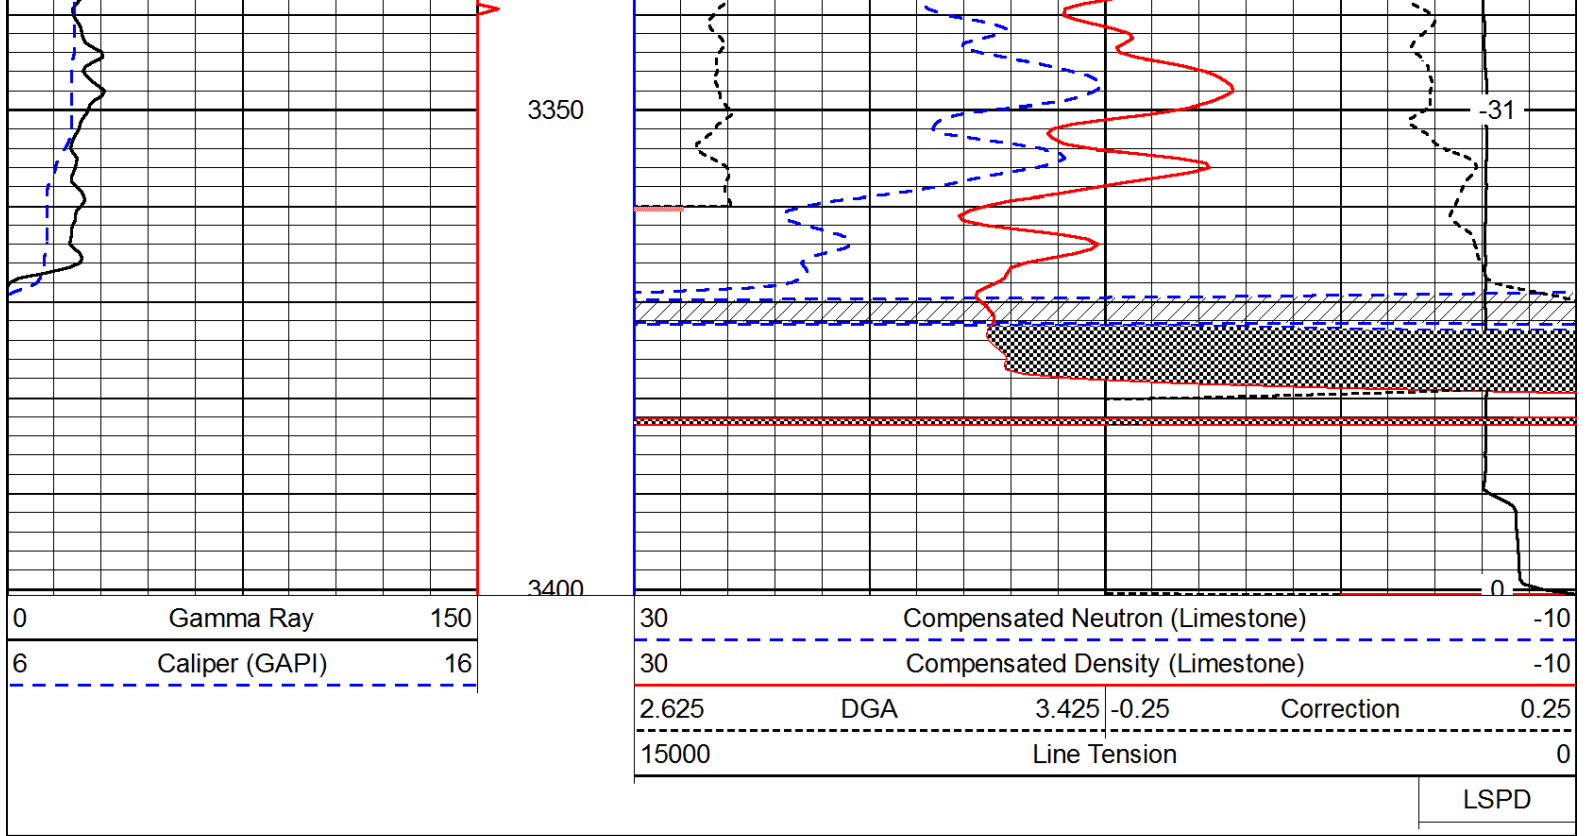 3350 -31
3400 0
0 Gamma Ray 150
6 Caliper (GAPI) 16
30 Compensated Neutron (Limestone) -10
30 Compensated Density (Limestone) -10
2.625 DGA 3.425 -0.25 Correction 0.25
15000 Line Tension 0
LSPD